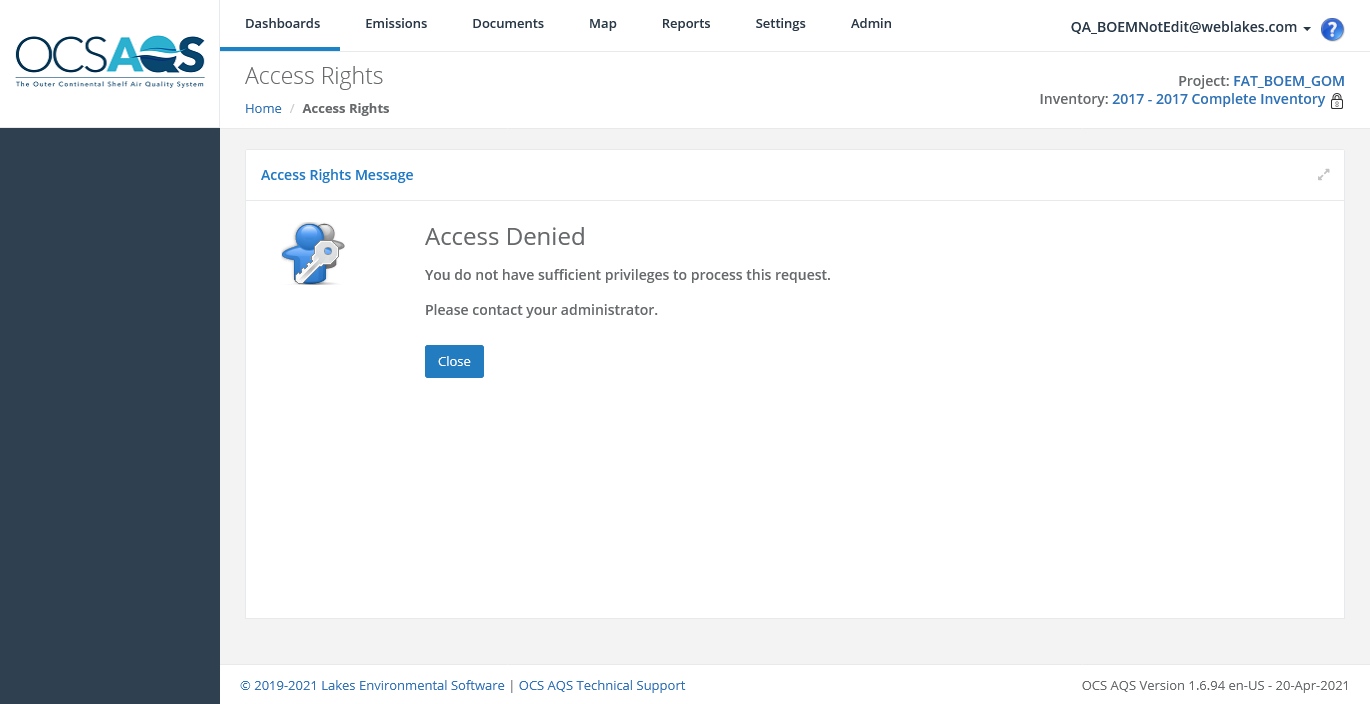 OCSAQS
The Outer Continental Shelf Air Quality System
Dashboards Emissions Documents Map Reports Settings Admin
QA_BOEMNotEdit@weblakes.com ?
Access Rights
Home / Access Rights
Project: FAT_BOEM_GOM
Inventory: 2017 - 2017 Complete Inventory
Access Rights Message
Access Denied
You do not have sufficient privileges to process this request.
Please contact your administrator.
Close
© 2019-2021 Lakes Environmental Software | OCS AQS Technical Support
OCS AQS Version 1.6.94 en-US - 20-Apr-2021